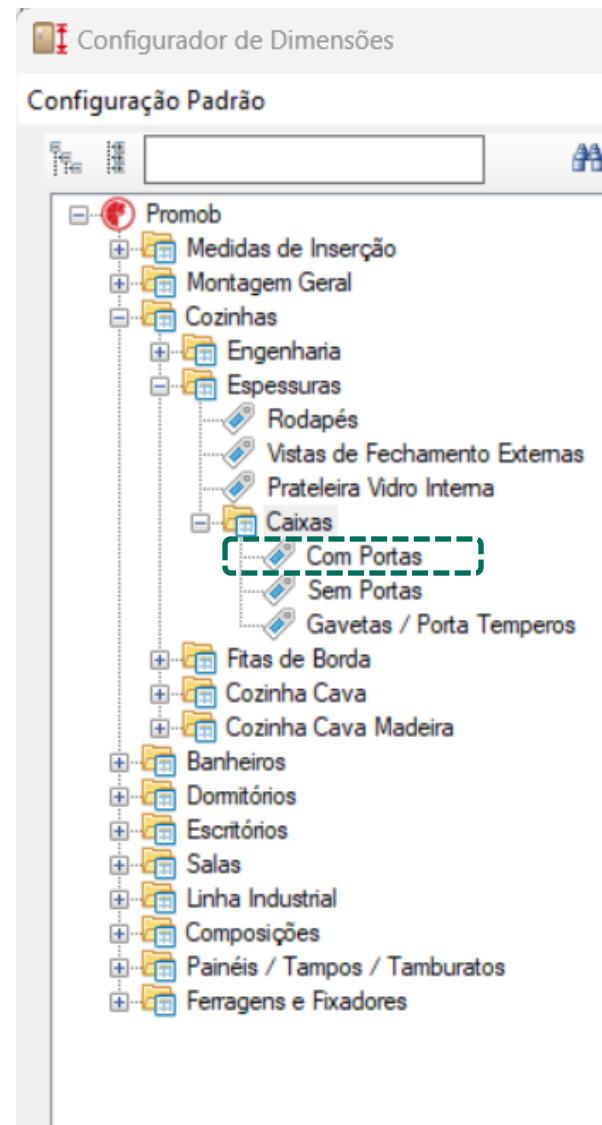 Configurador de Dimensões
Configuração Padrão
Promob
Medidas de Inserção
Montagem Geral
Cozinhas
Engenharia
Espessuras
Rodapés
Vistas de Fechamento Externas
Prateleira Vidro Interna
Caixas
Com Portas
Sem Portas
Gavetas / Porta Temperos
Fitas de Borda
Cozinha Cava
Cozinha Cava Madeira
Banheiros
Dormitórios
Escritórios
Salas
Linha Industrial
Composições
Painéis / Tampos / Tamburatos
Ferragens e Fixadores